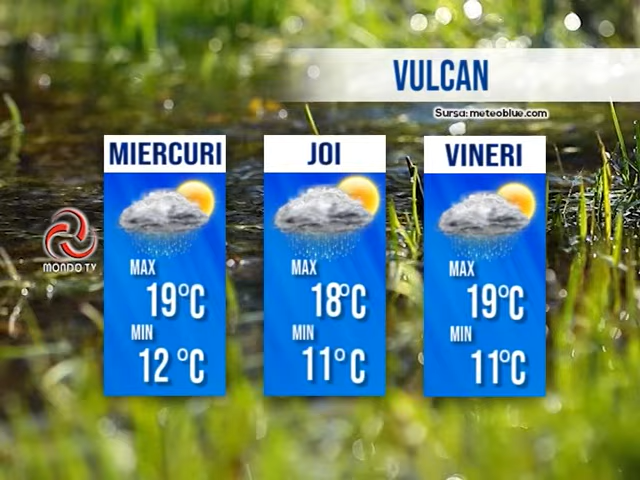 VULCAN
Sursa: meteoblue.com
MIERCURI
MAX
19°C
MIN
12 °C
JOI
MAX
18°C
MIN
11°C
VINERI
MAX
19°C
MIN
11°C
MONDO TV